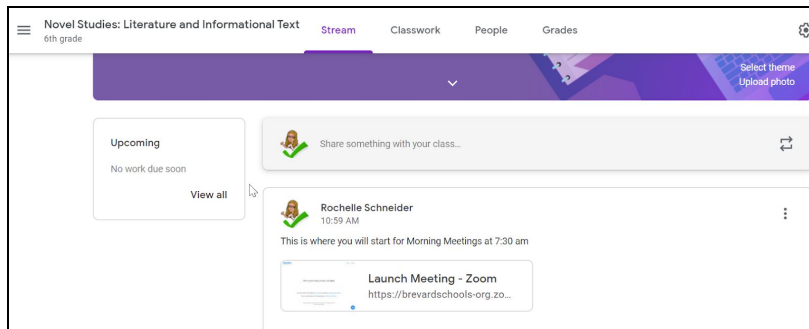 Novel Studies: Literature and Informational Text
6th grade
Stream
Classwork
People
Grades
Select theme
Upload photo
Upcoming
No work due soon
View all
Share something with your class...
Rochelle Schneider
10:59 AM
This is where you will start for Morning Meetings at 7:30 am
Launch Meeting - Zoom
https://brevardschools-org.zo...